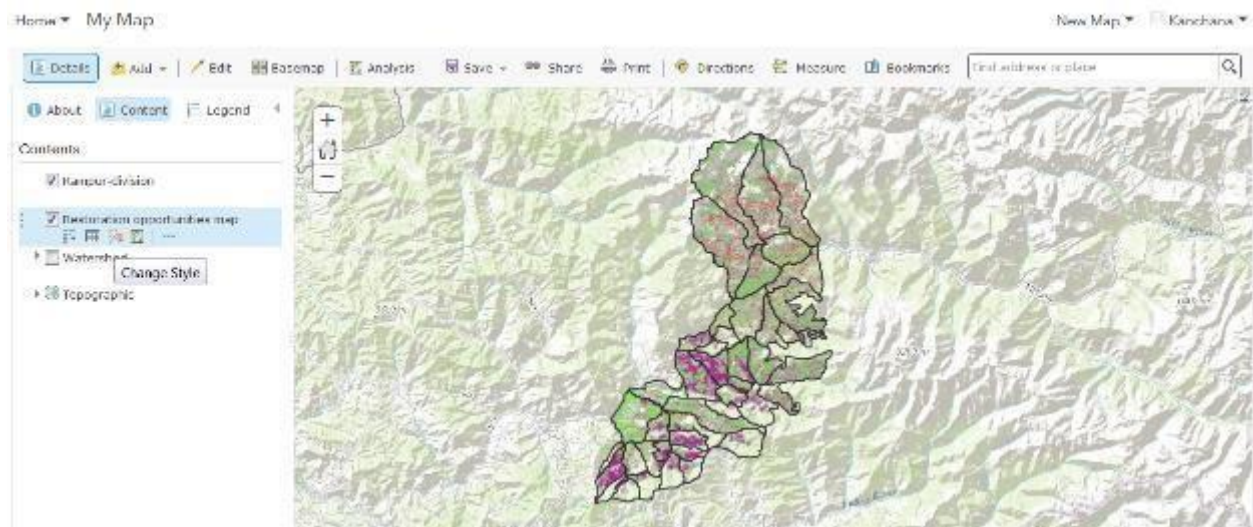 Home My Map New Map Kanchana
Details Add Edit Basemap Analysis Save Share Print Directions Measure Bookmarks Find address or place
About Content Legend
Contents
Rampur-division
Restoration opportunities map
Watershed
Change Style
Topographic